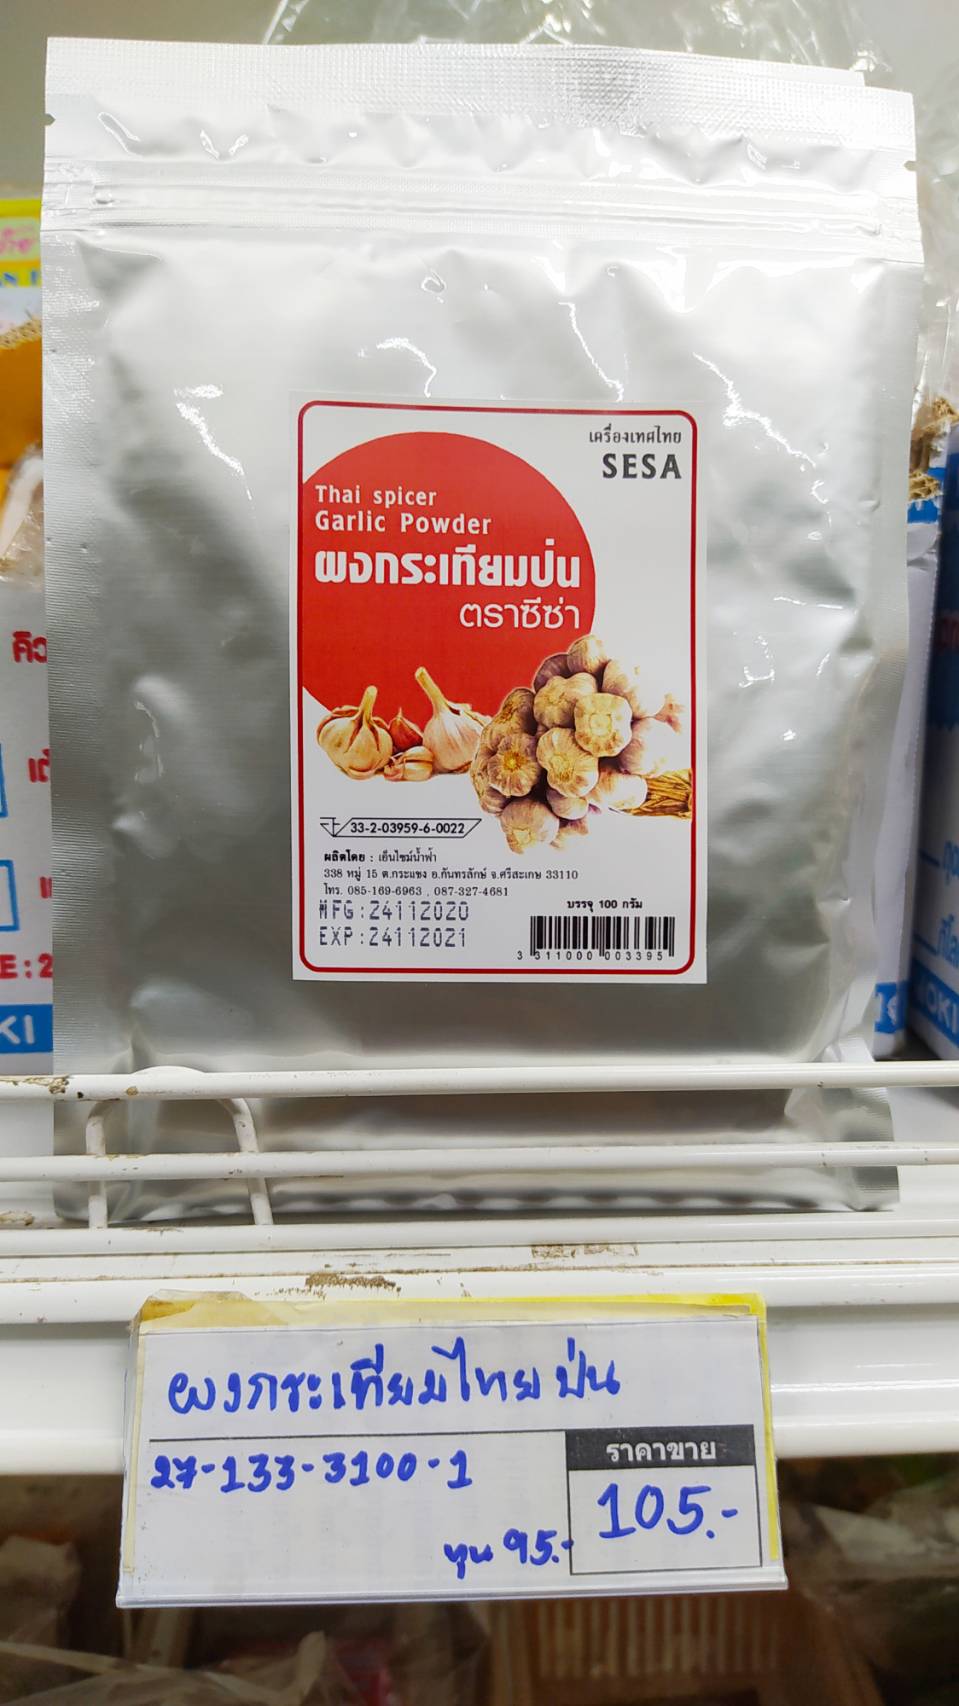 เครื่องเทศไทย
SESA
Thai spicer
Garlic Powder
ผงกระเทียมป่น
ตราซีซ่า
33-2-03959-6-0022
ผลิตโดย : เอ็นไซม์น้ำฟ้า
338 หมู่ 15 ต.กระแชง อ.กันทรลักษ์ จ.ศรีสะเกษ 33110
โทร. 085-169-6963 , 087-327-4681
MFG:24112020
EXP:24112021
บรรจุ 100 กรัม
3 311000 003395
ผงกระเทียมไทยป่น
27-133-3100-1
ราคาขาย
105.-
ทุน 95.-